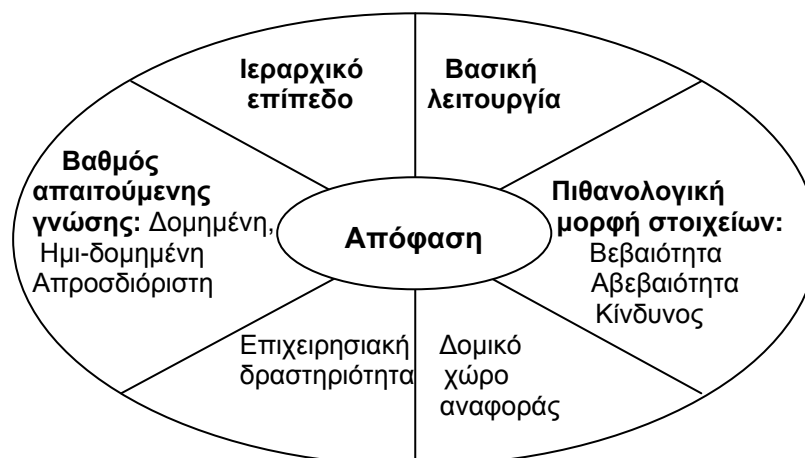 Ιεραρχικό
επίπεδο
Βασική
λειτουργία
Βαθμός
απαιτούμενης
γνώσης: Δομημένη,
Ημι-δομημένη
Απροσδιόριστη
Απόφαση
Πιθανολογική
μορφή στοιχείων:
Βεβαιότητα
Αβεβαιότητα
Κίνδυνος
Επιχειρησιακή
δραστηριότητα
Δομικό
χώρο
αναφοράς